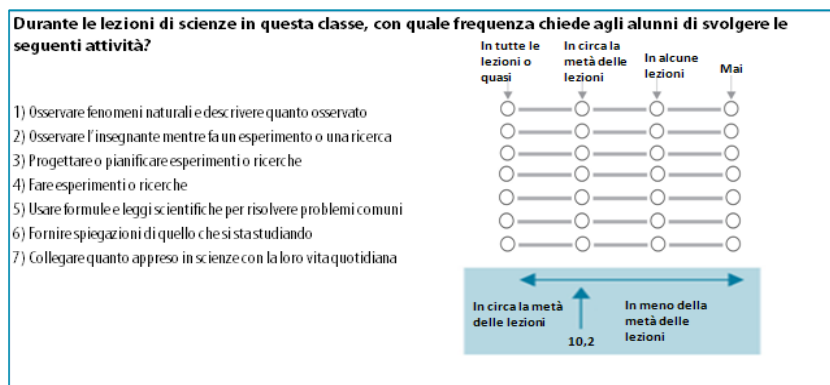 Durante le lezioni di scienze in questa classe, con quale frequenza chiede agli alunni di svolgere le
seguenti attività?
In tutte le
lezioni o
quasi
In circa la
metà delle
lezioni
In alcune
lezioni
Mai
1) Osservare fenomeni naturali e descrivere quanto osservato
2) Osservare l'insegnante mentre fa un esperimento o una ricerca
3) Progettare o pianificare esperimenti o ricerche
4) Fare esperimenti o ricerche
5) Usare formule e leggi scientifiche per risolvere problemi comuni
6) Fornire spiegazioni di quello che si sta studiando
7) Collegare quanto appreso in scienze con la loro vita quotidiana
In circa la metà
delle lezioni
10,2
In meno della
metà delle
lezioni